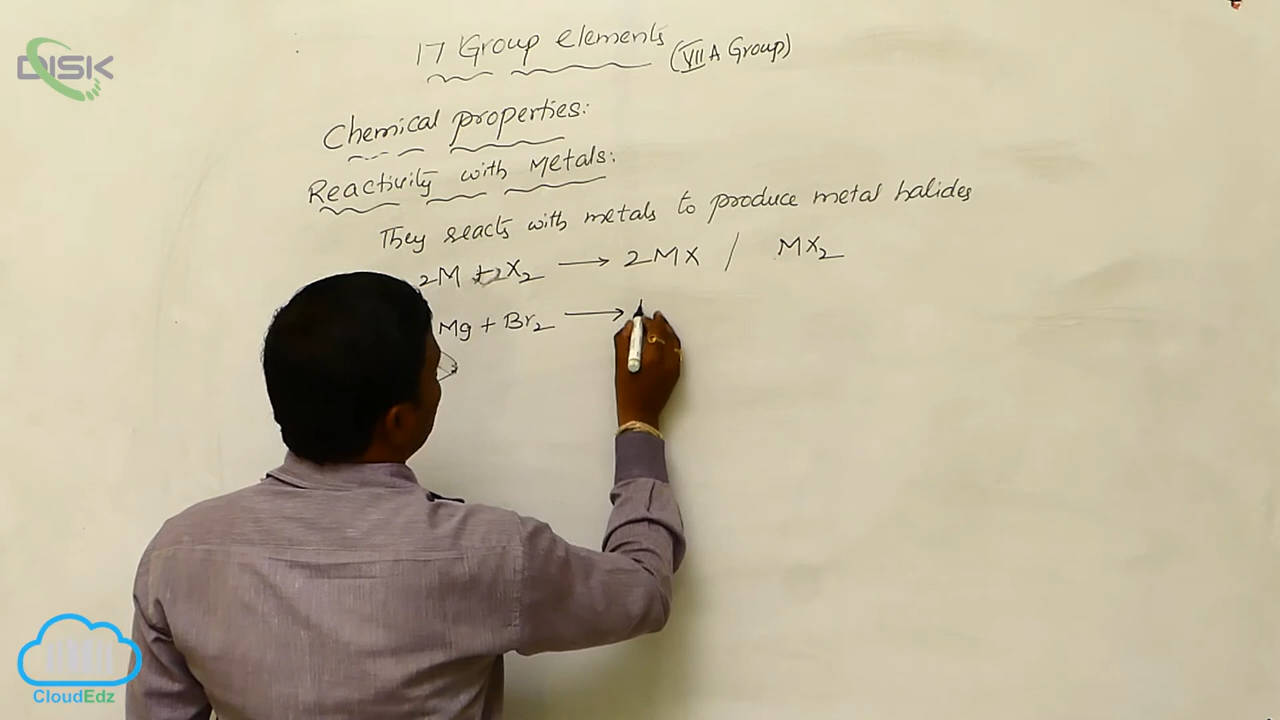 DISK
17 Group elements (VII A Group)
Chemical properties:
Reactivity with Metals:
They reacts with metals to produce metal halides
2M + X₂ → 2MX / MX₂
Mg + Br₂ →
CloudEdz